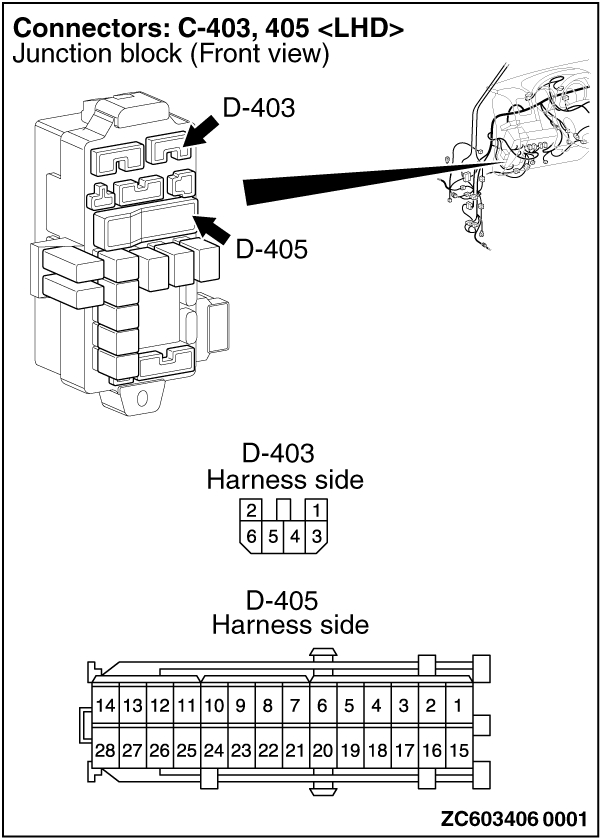 Connectors: C-403, 405 <LHD>
Junction block (Front view)
D-403
D-405
D-403
Harness side
2 1
6 5 4 3
D-405
Harness side
14 13 12 11 10 9 8 7 6 5 4 3 2 1
28 27 26 25 24 23 22 21 20 19 18 17 16 15
ZC603406 0001